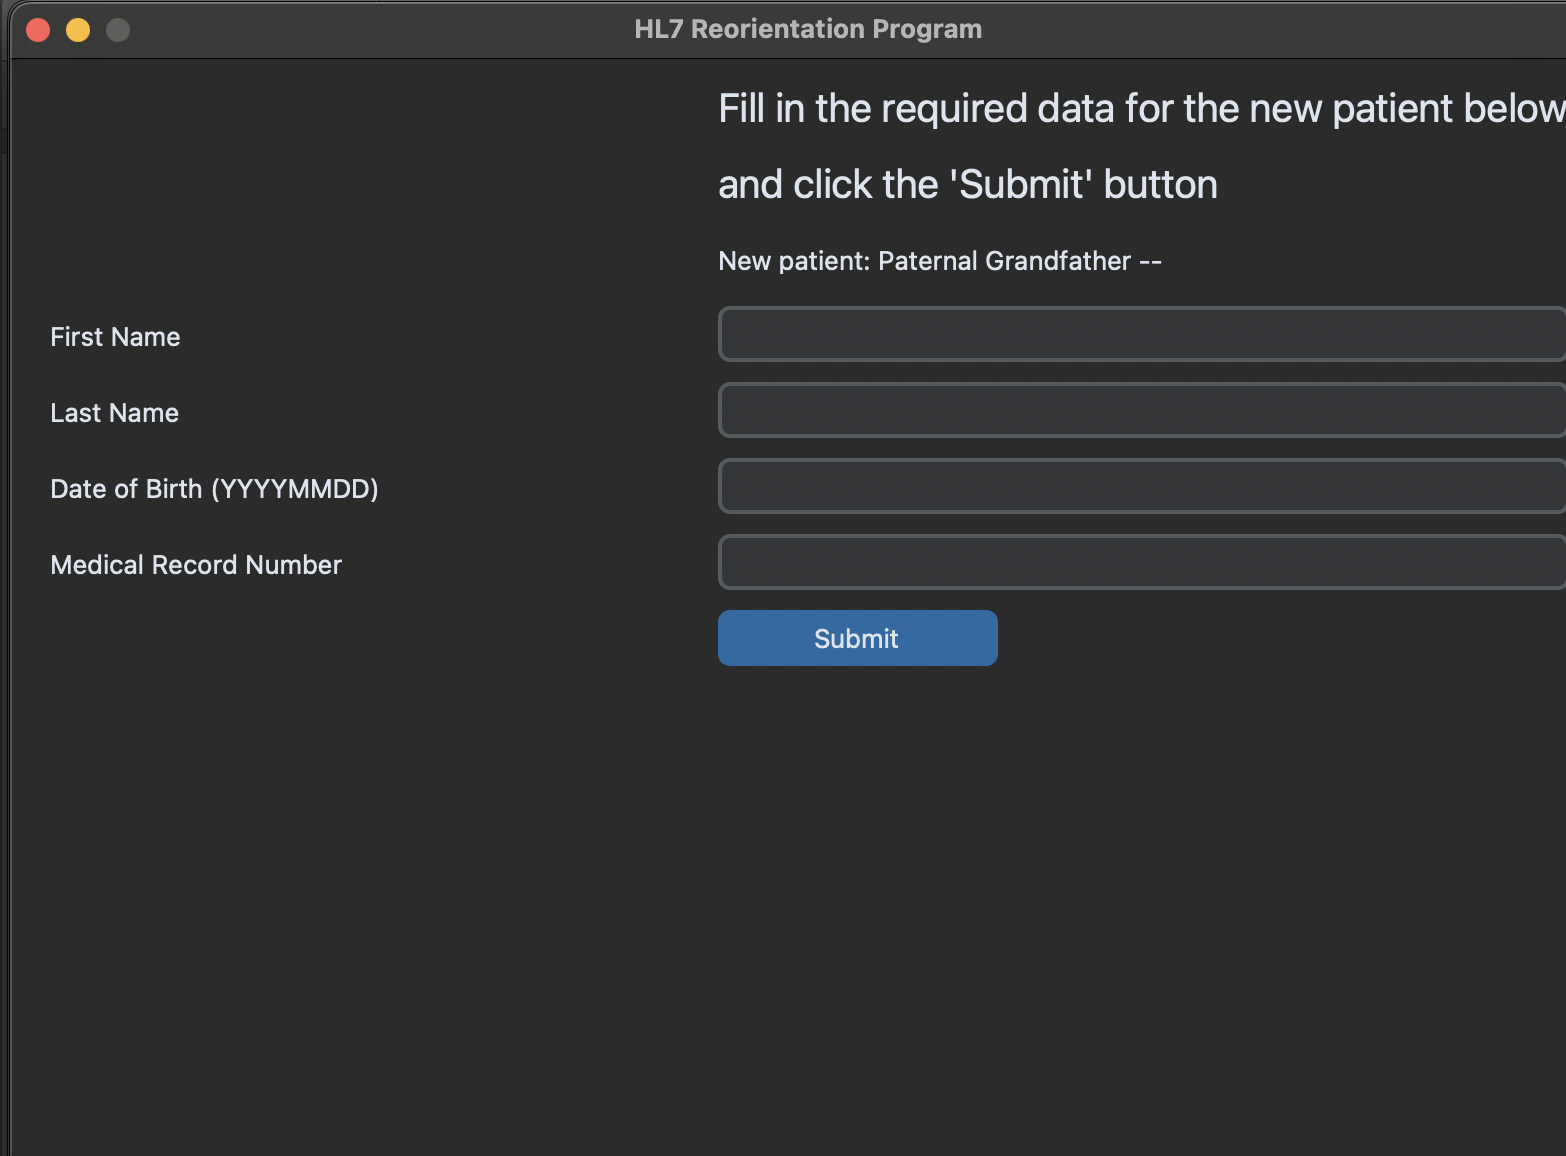 HL7 Reorientation Program
Fill in the required data for the new patient below
and click the 'Submit' button
New patient: Paternal Grandfather --
First Name
Last Name
Date of Birth (YYYYMMDD)
Medical Record Number
Submit